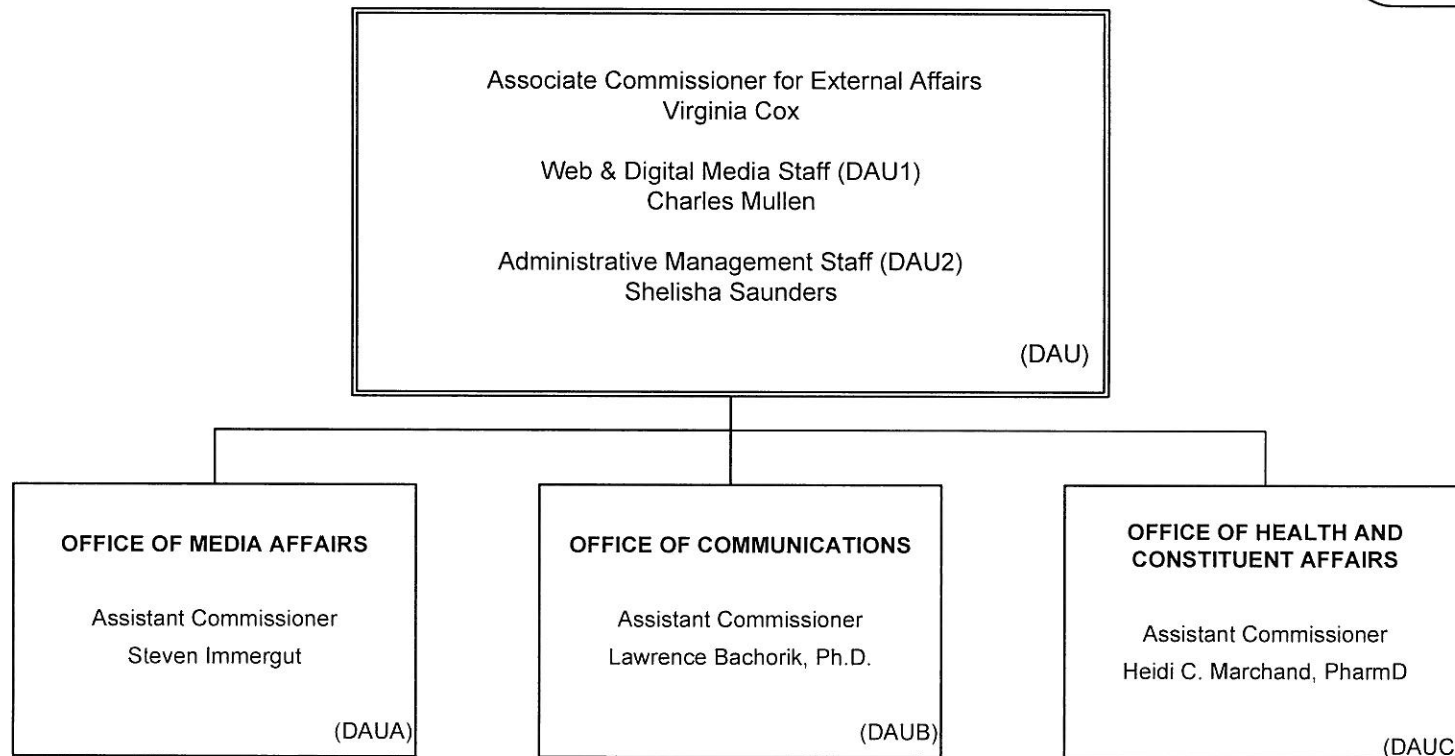 Associate Commissioner for External Affairs
Virginia Cox
Web & Digital Media Staff (DAU1)
Charles Mullen
Administrative Management Staff (DAU2)
Shelisha Saunders
(DAU)
OFFICE OF MEDIA AFFAIRS
Assistant Commissioner
Steven Immergut
(DAUA)
OFFICE OF COMMUNICATIONS
Assistant Commissioner
Lawrence Bachorik, Ph.D.
(DAUB)
OFFICE OF HEALTH AND
CONSTITUENT AFFAIRS
Assistant Commissioner
Heidi C. Marchand, PharmD
(DAUC